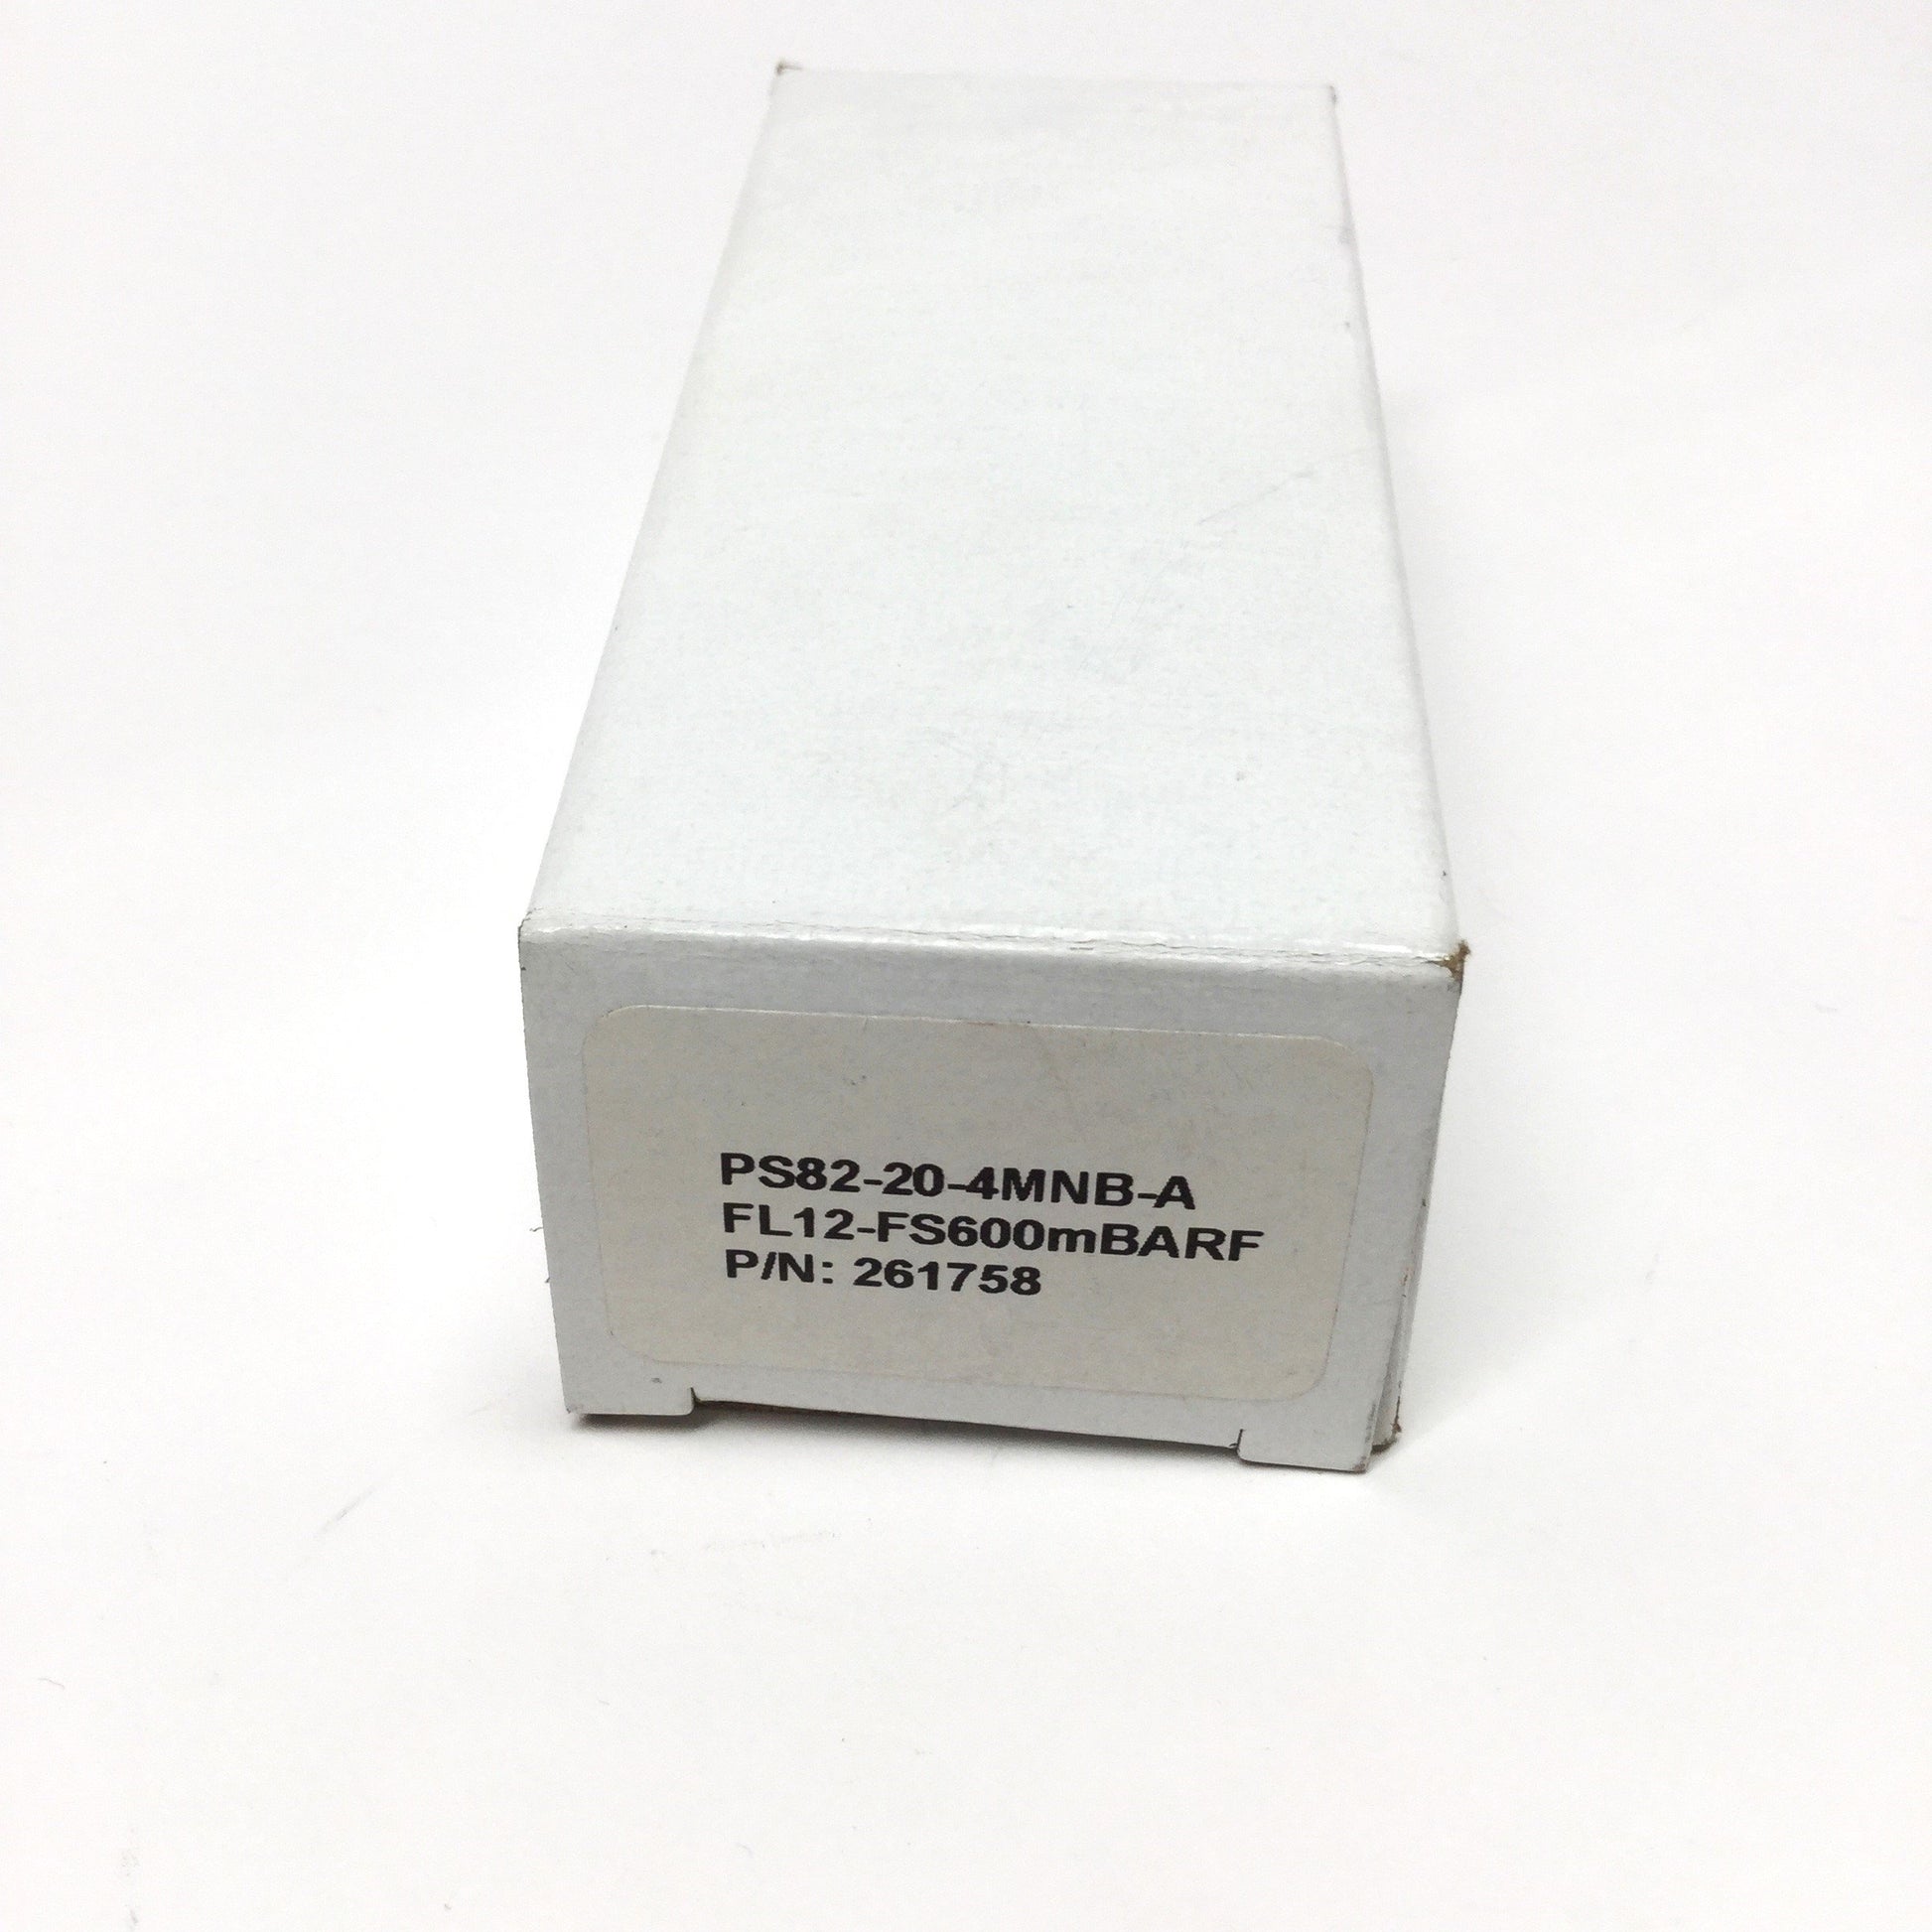 PS82-20-4MNB-A
FL12-FS600mBARF
P/N: 261758